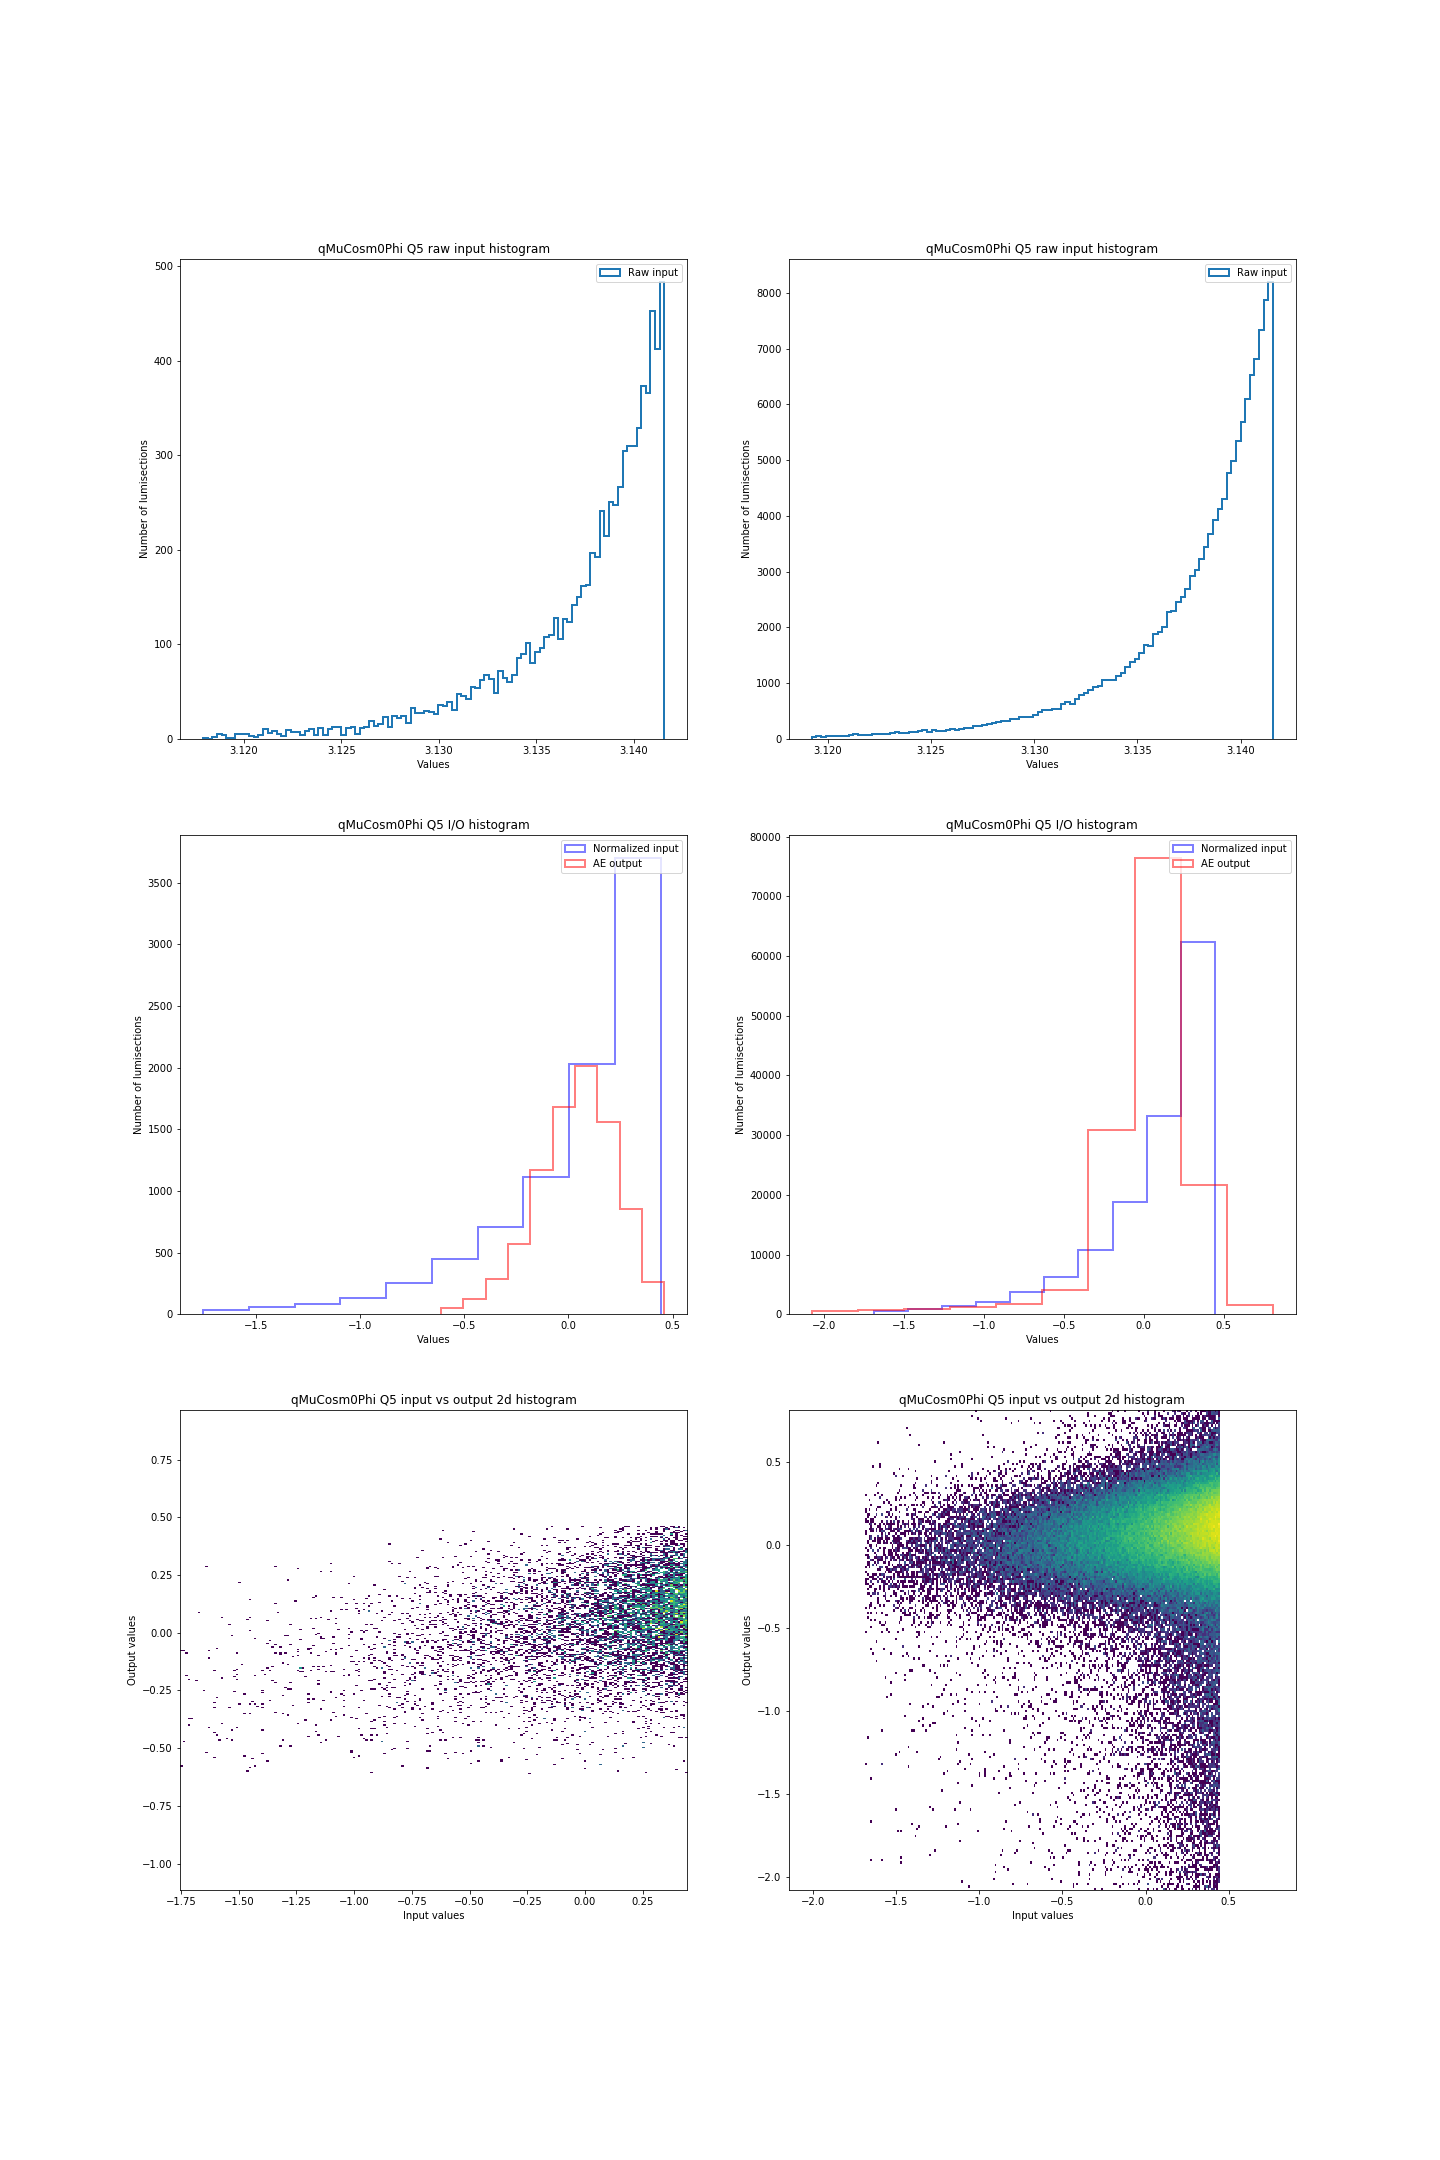 qMuCosm0Phi Q5 raw input histogram
Raw input
500
400
300
200
100
0
Number of lumisections
3.120 3.125 3.130 3.135 3.140
Values
qMuCosm0Phi Q5 raw input histogram
Raw input
8000
7000
6000
5000
4000
3000
2000
1000
0
Number of lumisections
3.120 3.125 3.130 3.135 3.140
Values
qMuCosm0Phi Q5 I/O histogram
Normalized input
AE output
3500
3000
2500
2000
1500
1000
500
0
Number of lumisections
−1.5 −1.0 −0.5 0.0 0.5
Values
qMuCosm0Phi Q5 I/O histogram
Normalized input
AE output
80000
70000
60000
50000
40000
30000
20000
10000
0
Number of lumisections
−2.0 −1.5 −1.0 −0.5 0.0 0.5
Values
qMuCosm0Phi Q5 input vs output 2d histogram
0.75
0.50
0.25
0.00
−0.25
−0.50
−0.75
−1.00
Output values
−1.75 −1.50 −1.25 −1.00 −0.75 −0.50 −0.25 0.00 0.25
Input values
qMuCosm0Phi Q5 input vs output 2d histogram
0.5
0.0
−0.5
−1.0
−1.5
−2.0
Output values
−2.0 −1.5 −1.0 −0.5 0.0 0.5
Input values